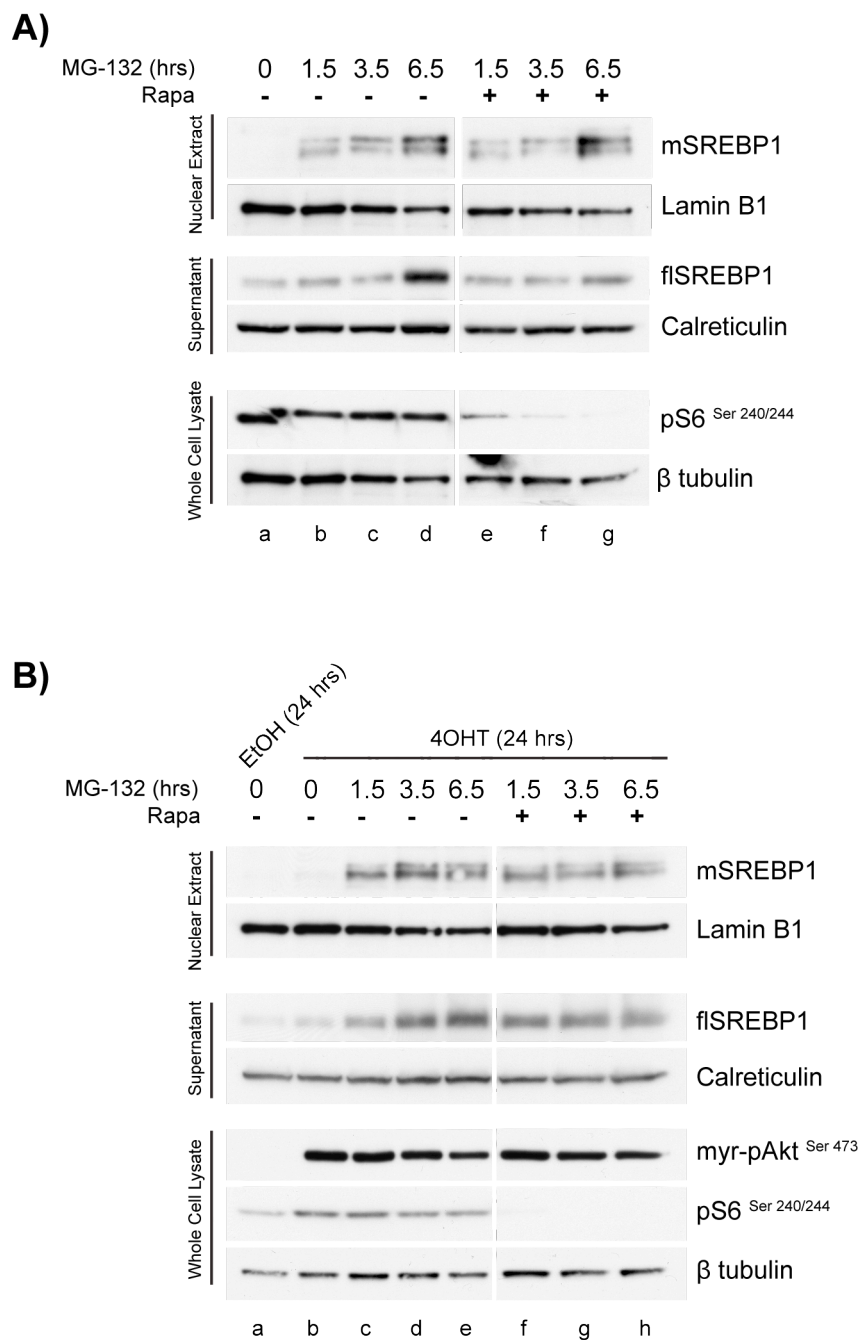 A)
MG-132 (hrs) 0 1.5 3.5 6.5 1.5 3.5 6.5
Rapa - - - - + + +
Nuclear Extract
mSREBP1
Lamin B1
Supernatant
flSREBP1
Calreticulin
Whole Cell Lysate
pS6 Ser 240/244
β tubulin
a b c d e f g
B)
EtOH (24 hrs)
4OHT (24 hrs)
MG-132 (hrs) 0 0 1.5 3.5 6.5 1.5 3.5 6.5
Rapa - - - - - + + +
Nuclear Extract
mSREBP1
Lamin B1
Supernatant
flSREBP1
Calreticulin
Whole Cell Lysate
myr-pAkt Ser 473
pS6 Ser 240/244
β tubulin
a b c d e f g h